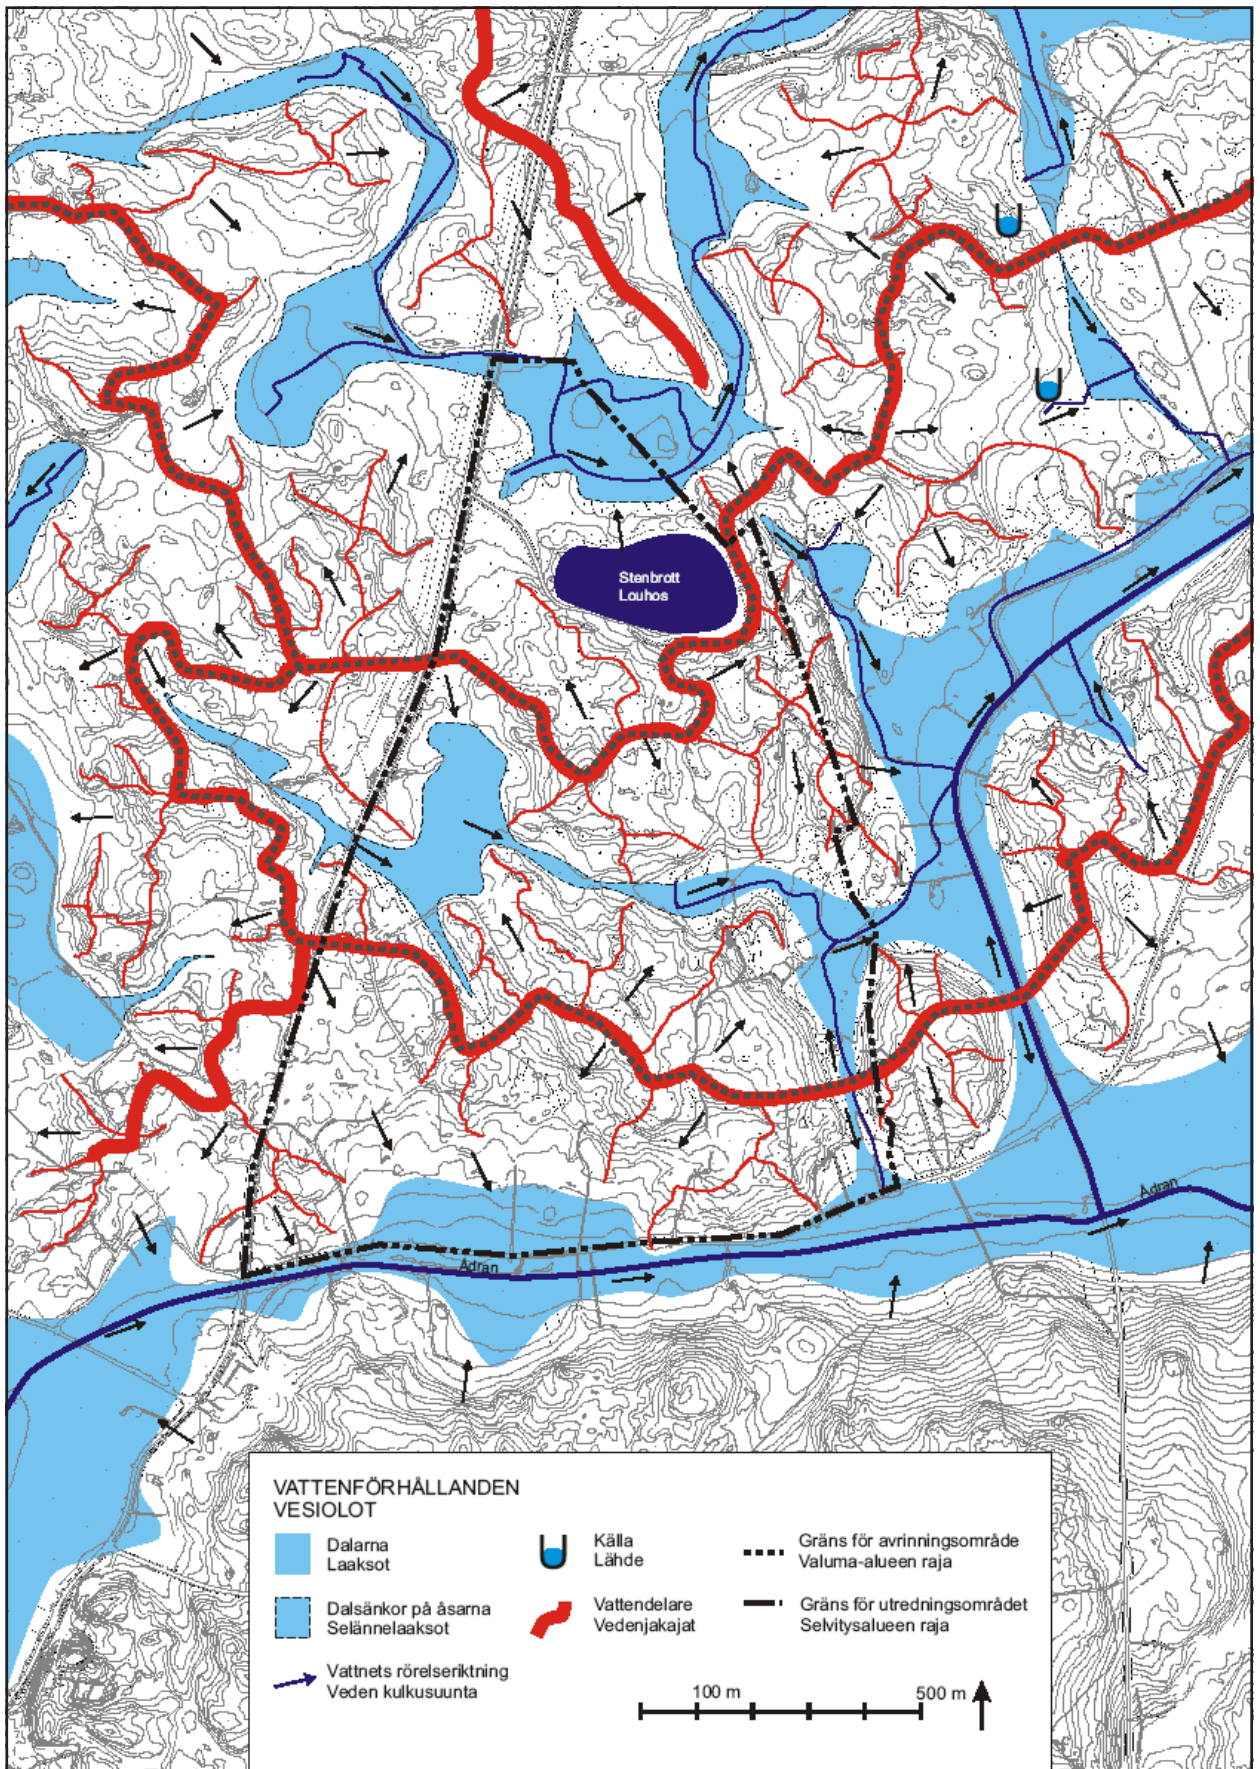 Stenbrott
Louhos
Ådran
Ådran
VATTENFÖRHÅLLANDEN
VESIOLOT
Dalarna
Laaksot
Dalsänkor på åsarna
Selännelaaksot
Vattnets rörelseriktning
Veden kulkusuunta
Källa
Lähde
Vattendelare
Vedenjakajat
Gräns för avrinningsområde
Valuma-alueen raja
Gräns för utredningsområdet
Selvitysalueen raja
100 m
500 m